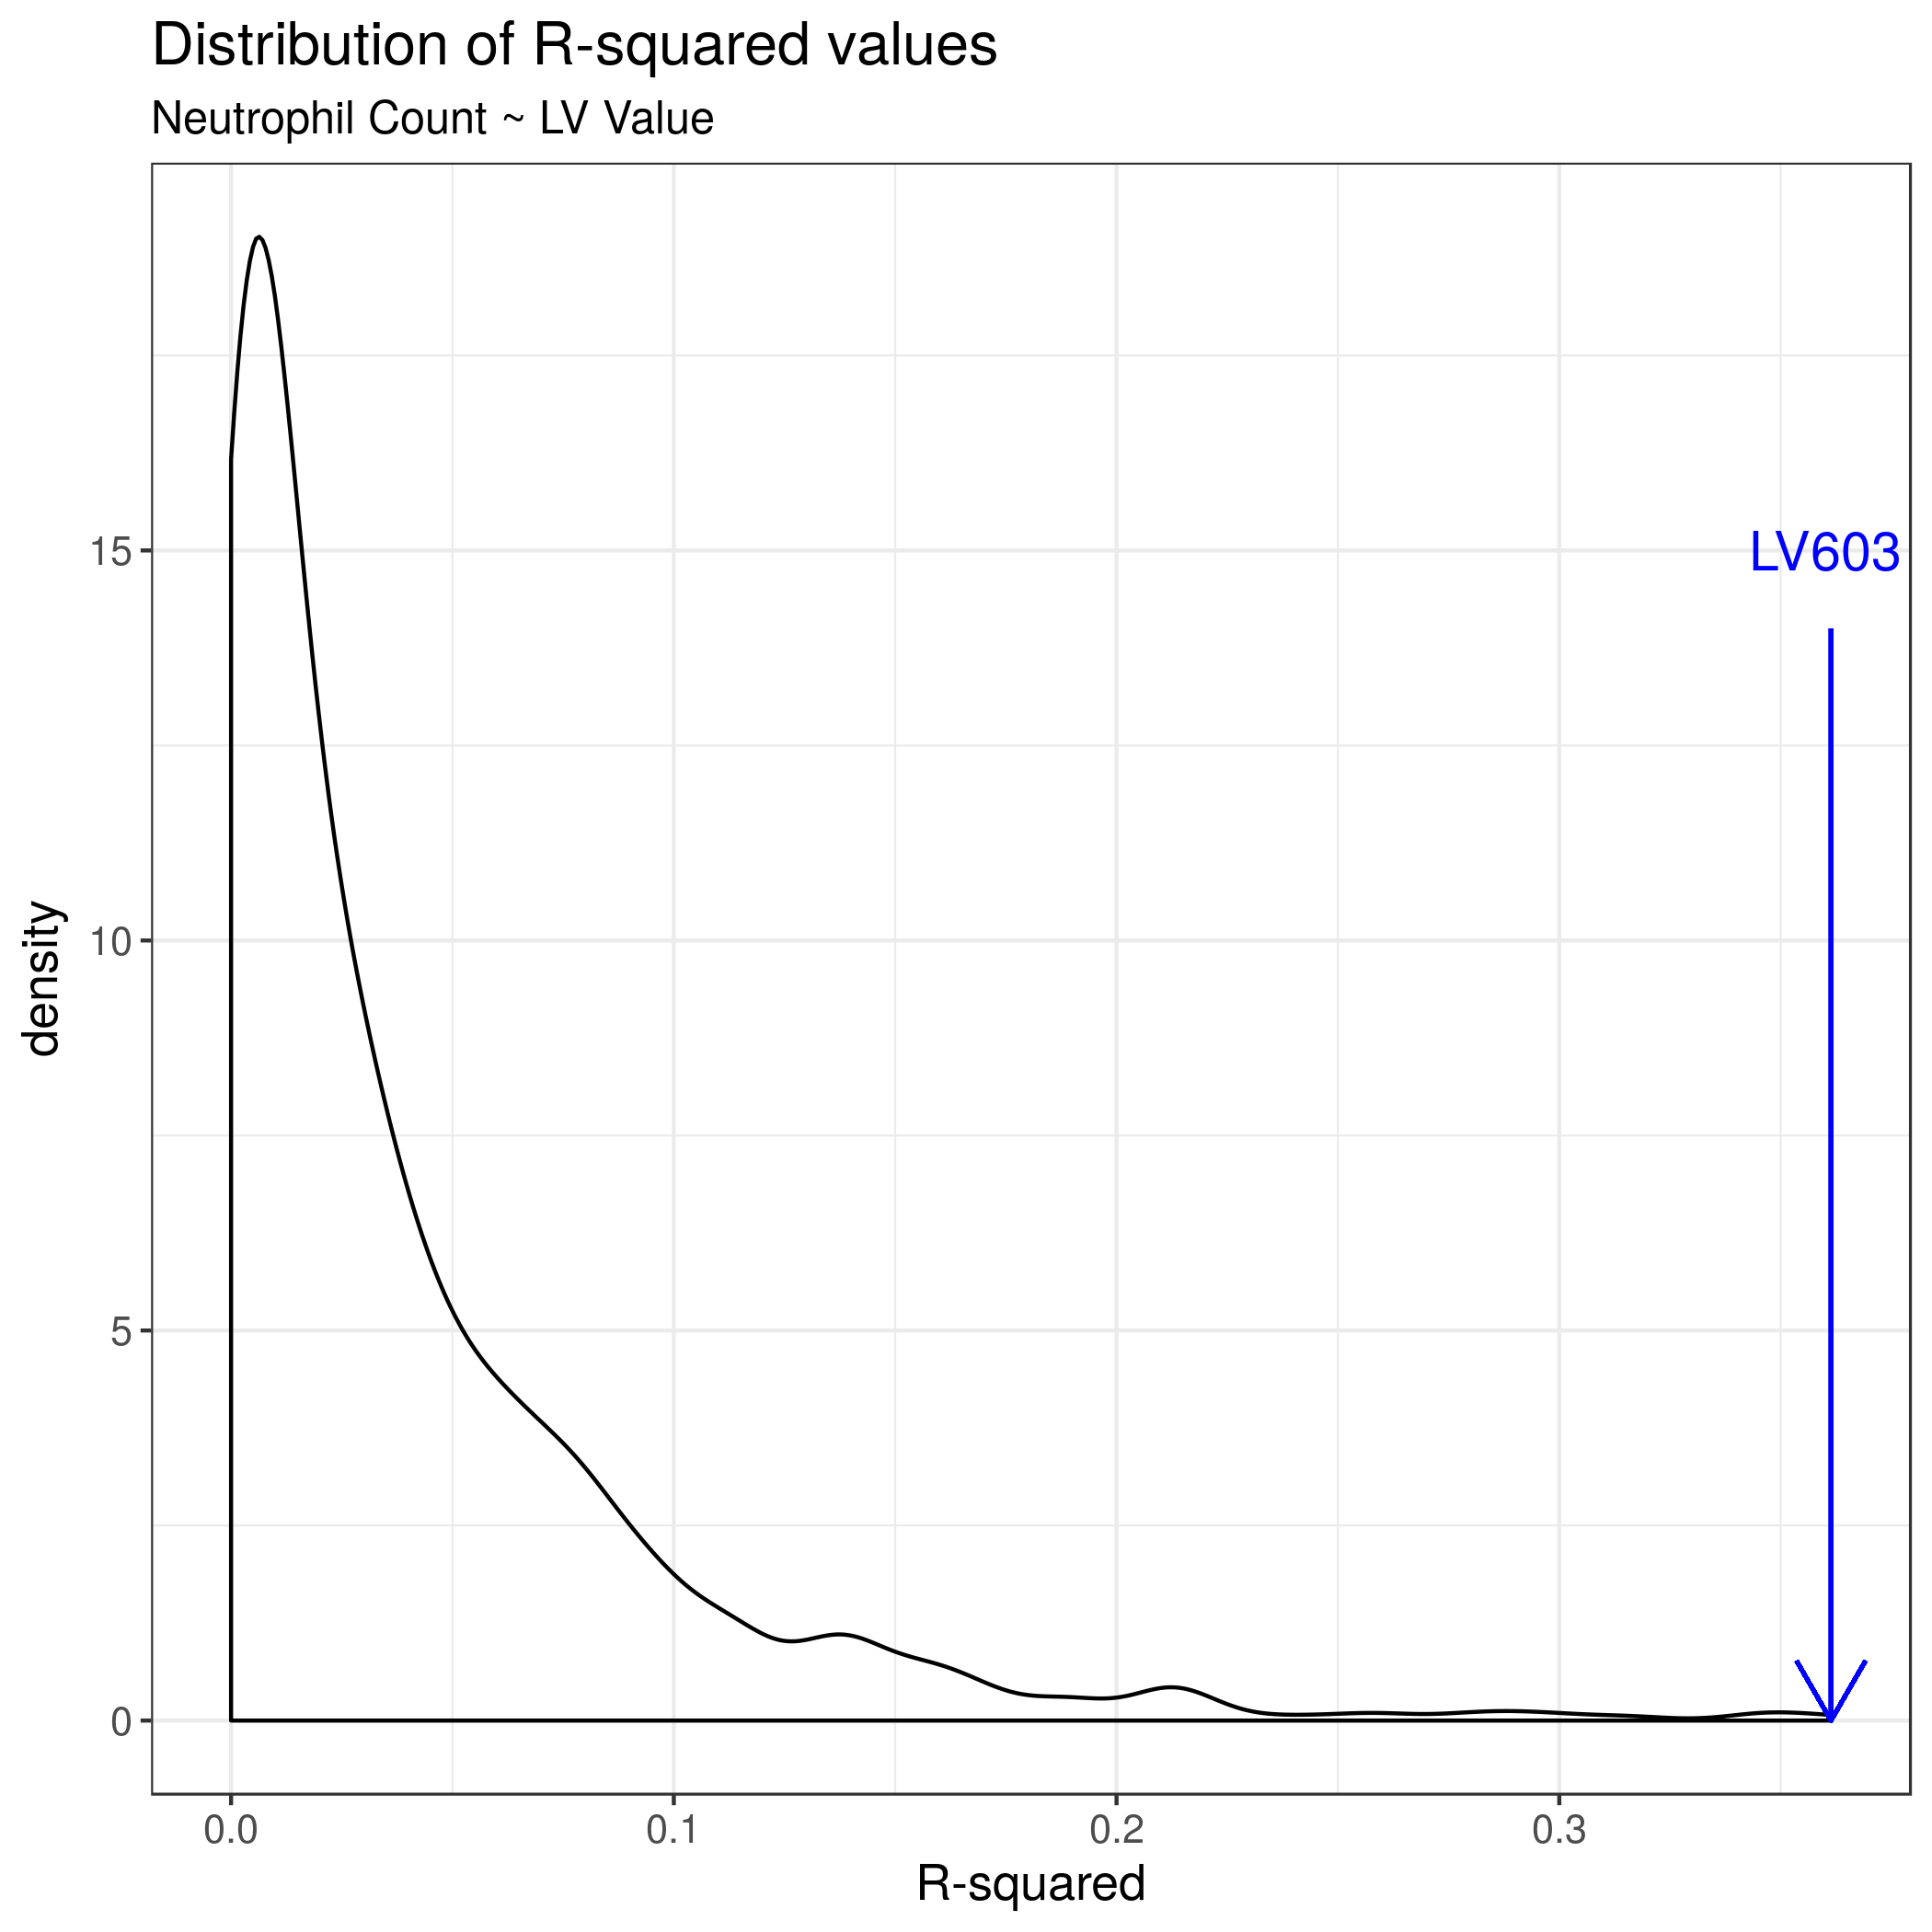 Distribution of R-squared values
Neutrophil Count ~ LV Value
LV603
15
10
5
0
density
0.0
0.1
0.2
0.3
R-squared